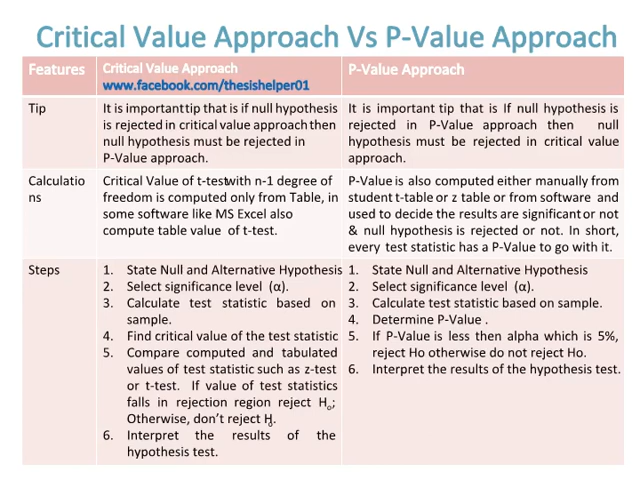 Critical Value Approach Vs P-Value Approach
Features
Critical Value Approach
www.facebook.com/thesishelper01
P-Value Approach
Tip
It is important tip that is if null hypothesis
is rejected in critical value approach then
null hypothesis must be rejected in
P-Value approach.
It is important tip that is If null hypothesis is
rejected in P-Value approach then null
hypothesis must be rejected in critical value
approach.
Calculatio
ns
Critical Value of t-test with n-1 degree of
freedom is computed only from Table, in
some software like MS Excel also
compute table value of t-test.
P-Value is also computed either manually from
student t-table or z table or from software and
used to decide the results are significant or not
& null hypothesis is rejected or not. In short,
every test statistic has a P-Value to go with it.
Steps
1. State Null and Alternative Hypothesis
2. Select significance level (α).
3. Calculate test statistic based on
sample.
4. Find critical value of the test statistic
5. Compare computed and tabulated
values of test statistic such as z-test
or t-test. If value of test statistics
falls in rejection region reject Ho;
Otherwise, don't reject Ho.
6. Interpret the results of the
hypothesis test.
1. State Null and Alternative Hypothesis
2. Select significance level (α).
3. Calculate test statistic based on sample.
4. Determine P-Value .
5. If P-Value is less then alpha which is 5%,
reject Ho otherwise do not reject Ho.
6. Interpret the results of the hypothesis test.